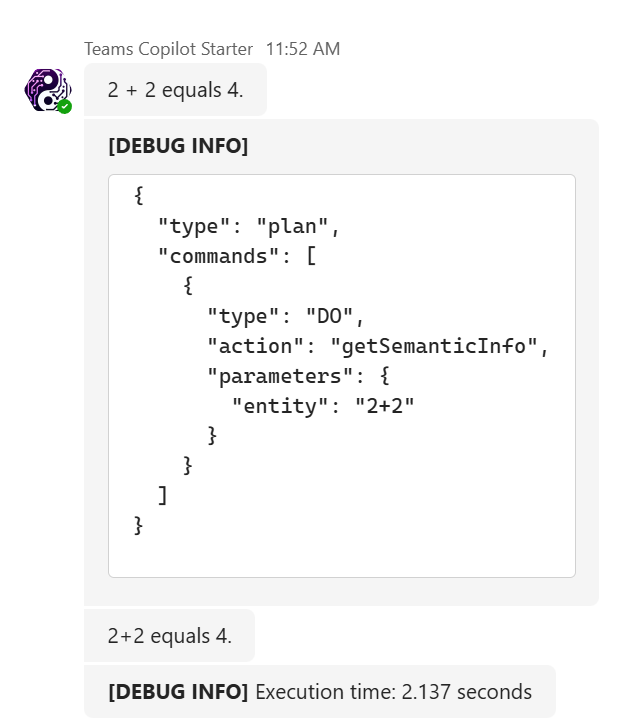 Teams Copilot Starter 11:52 AM
2 + 2 equals 4.
[DEBUG INFO]
{
  "type": "plan",
  "commands": [
    {
      "type": "DO",
      "action": "getSemanticInfo",
      "parameters": {
        "entity": "2+2"
      }
    }
  ]
}
2+2 equals 4.
[DEBUG INFO] Execution time: 2.137 seconds